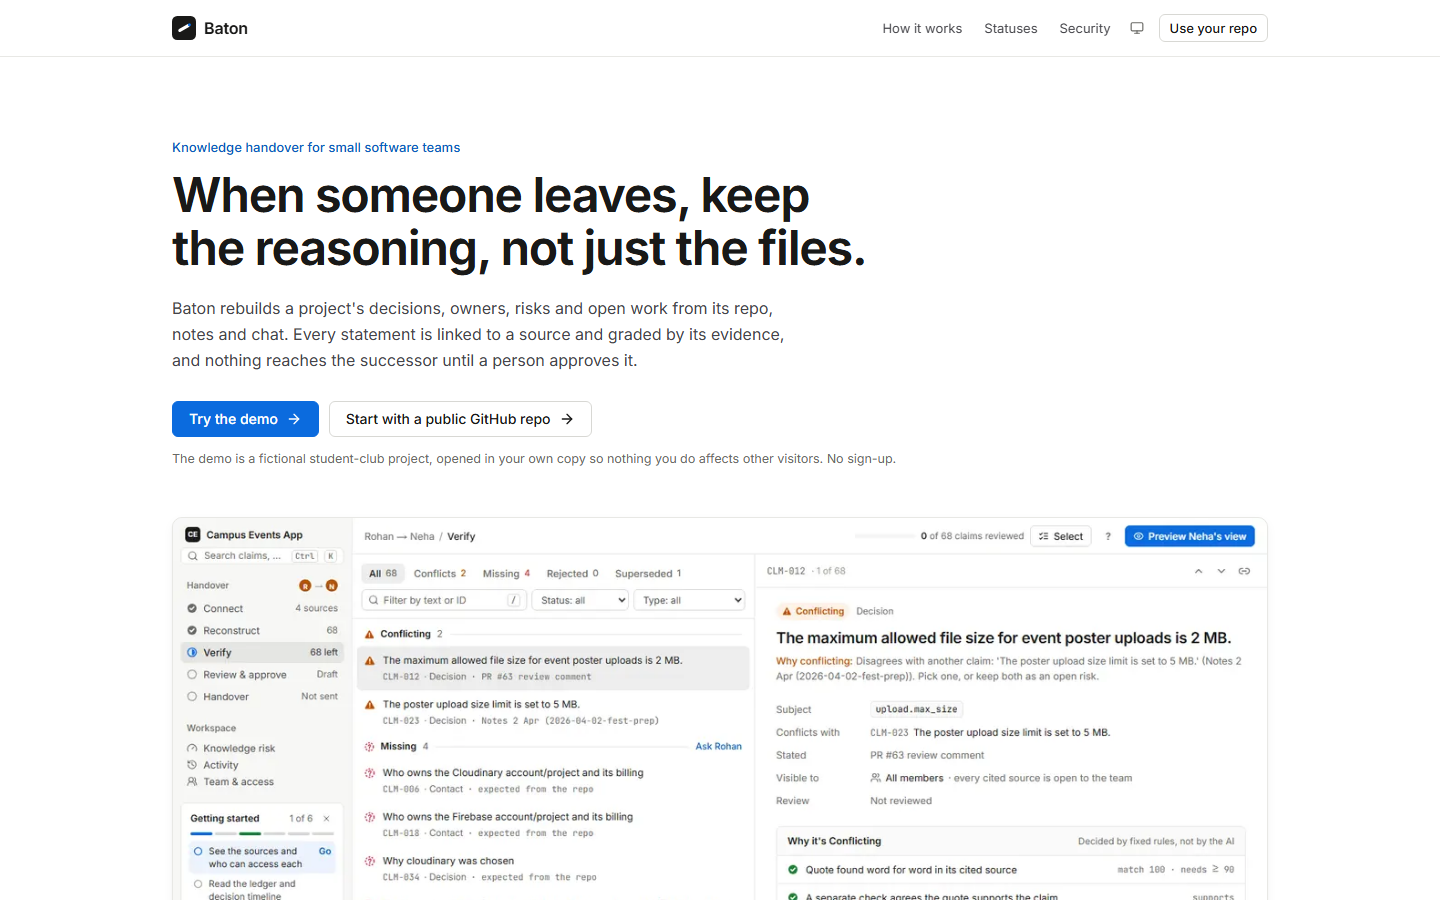 Baton
How it works
Statuses
Security
Use your repo
Knowledge handover for small software teams
When someone leaves, keep
the reasoning, not just the files.
Baton rebuilds a project's decisions, owners, risks and open work from its repo,
notes and chat. Every statement is linked to a source and graded by its evidence,
and nothing reaches the successor until a person approves it.
Try the demo →
Start with a public GitHub repo →
The demo is a fictional student-club project, opened in your own copy so nothing you do affects other visitors. No sign-up.
CE Campus Events App
Search claims, ... Ctrl K
Handover R → N
Connect 4 sources
Reconstruct 68
Verify 68 left
Review & approve Draft
Handover Not sent
Workspace
Knowledge risk
Activity
Team & access
Getting started 1 of 6 ×
See the sources and Go
who can access each
Read the ledger and
decision timeline
Rohan → Neha / Verify
0 of 68 claims reviewed
Select
?
Preview Neha's view
All 68 Conflicts 2 Missing 4 Rejected 0 Superseded 1
Filter by text or ID /
Status: all
Type: all
Conflicting 2
The maximum allowed file size for event poster uploads is 2 MB.
CLM-012 · Decision · PR #63 review comment
The poster upload size limit is set to 5 MB.
CLM-023 · Decision · Notes 2 Apr (2026-04-02-fest-prep)
Missing 4 Ask Rohan
Who owns the Cloudinary account/project and its billing
CLM-006 · Contact · expected from the repo
Who owns the Firebase account/project and its billing
CLM-018 · Contact · expected from the repo
Why cloudinary was chosen
CLM-034 · Decision · expected from the repo
CLM-012 · 1 of 68
Conflicting Decision
The maximum allowed file size for event poster uploads is 2 MB.
Why conflicting: Disagrees with another claim: 'The poster upload size limit is set to 5 MB.' (Notes 2
Apr (2026-04-02-fest-prep)). Pick one, or keep both as an open risk.
Subject upload.max_size
Conflicts with CLM-023 The poster upload size limit is set to 5 MB.
Stated PR #63 review comment
Visible to All members · every cited source is open to the team
Review Not reviewed
Why it's Conflicting Decided by fixed rules, not by the AI
Quote found word for word in its cited source match 100 · needs ≥ 90
A separate check agrees the quote supports the claim supports